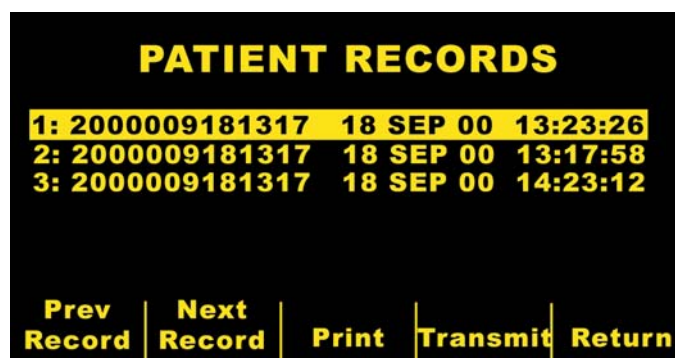 PATIENT RECORDS
1: 2000009181317 18 SEP 00 13:23:26
2: 2000009181317 18 SEP 00 13:17:58
3: 2000009181317 18 SEP 00 14:23:12
Prev Record
Next Record
Print
Transmit
Return